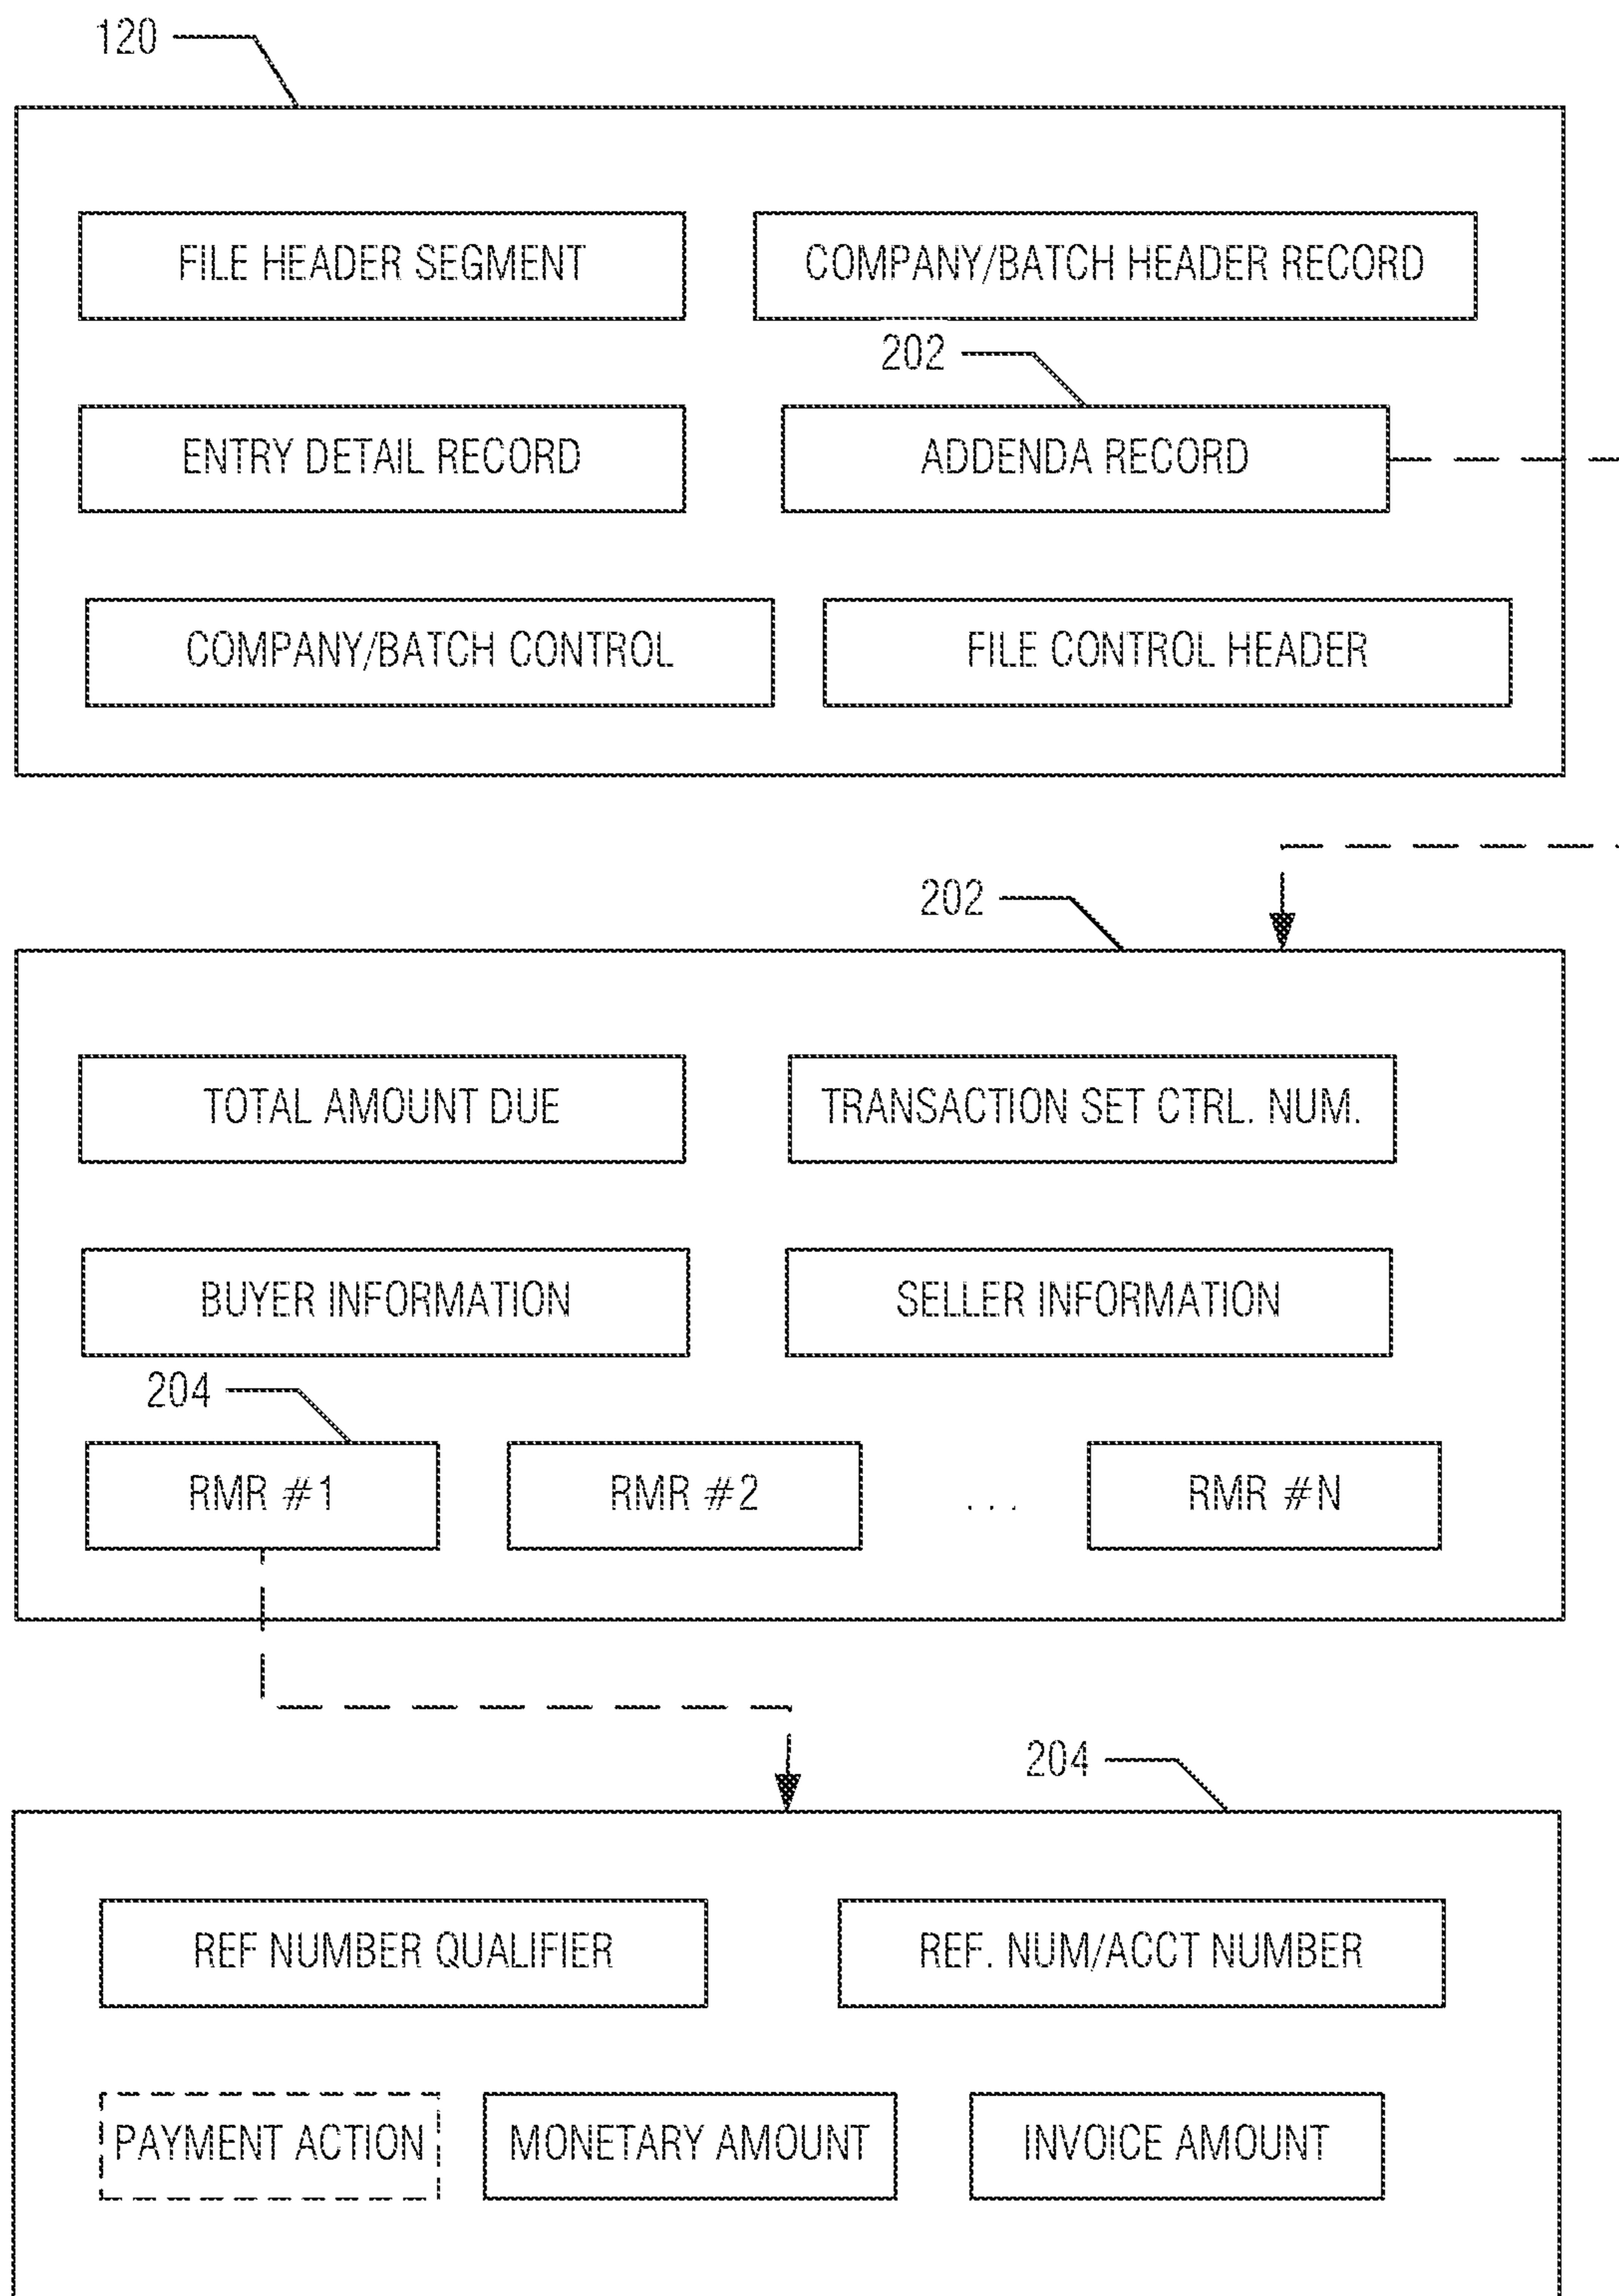 120
FILE HEADER SEGMENT
COMPANY/BATCH HEADER RECORD
202
ENTRY DETAIL RECORD
ADDENDA RECORD
COMPANY/BATCH CONTROL
FILE CONTROL HEADER
202
TOTAL AMOUNT DUE
TRANSACTION SET CTRL. NUM.
BUYER INFORMATION
SELLER INFORMATION
204
RMR #1
RMR #2
...
RMR #N
204
REF NUMBER QUALIFIER
REF. NUM/ACCT NUMBER
PAYMENT ACTION
MONETARY AMOUNT
INVOICE AMOUNT